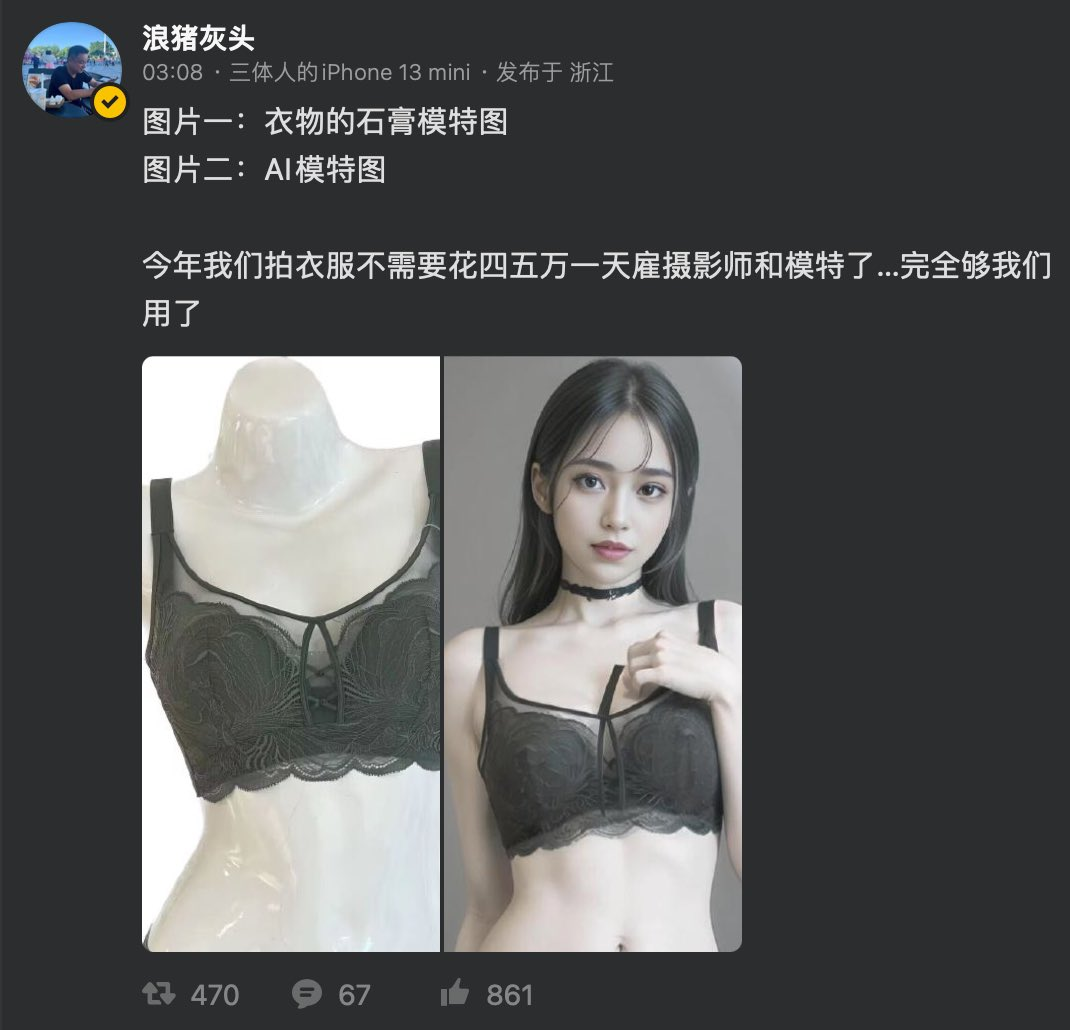 浪猪灰头
03:08 · 三体人的iPhone 13 mini · 发布于 浙江
图片一：衣物的石膏模特图
图片二：AI模特图
今年我们拍衣服不需要花四五万一天雇摄影师和模特了...完全够我们
用了
470 67 861